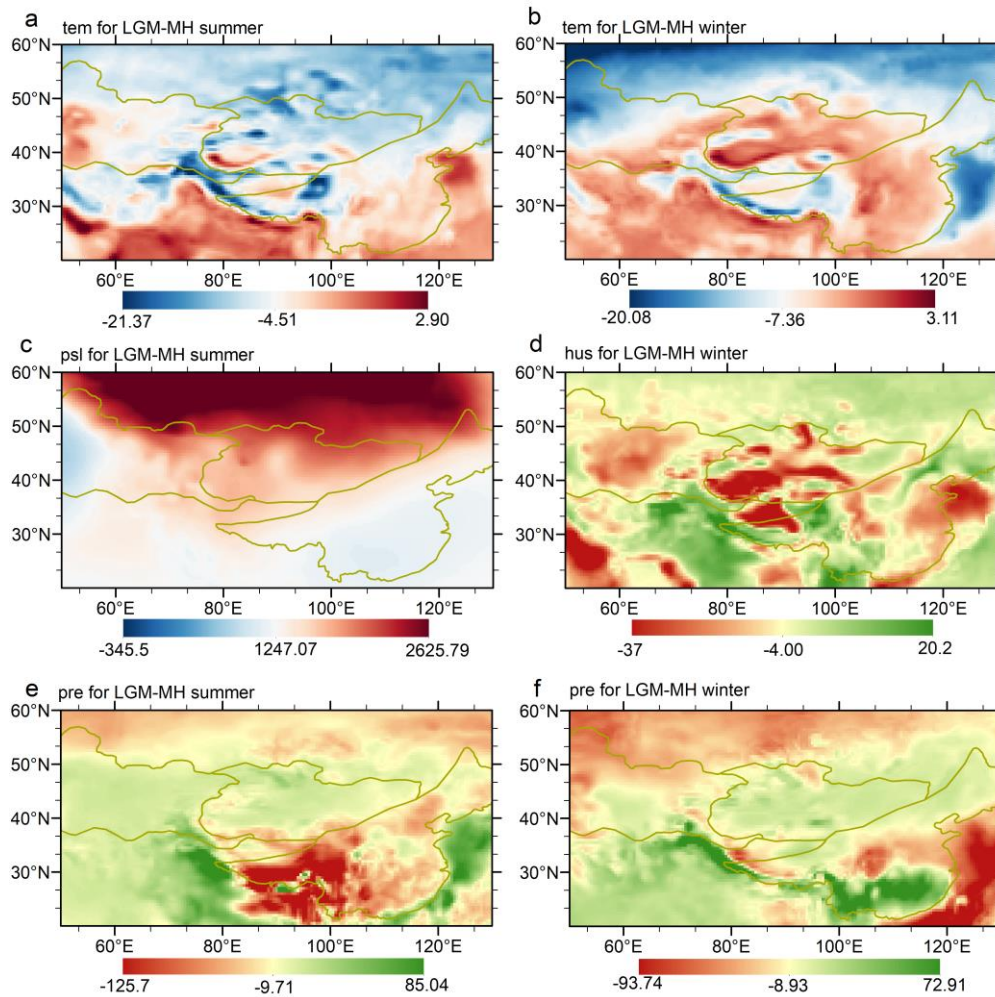 a
tem for LGM-MH summer
60°N
50°N
40°N
30°N
60°E 80°E 100°E 120°E
-21.37 -4.51 2.90
b
tem for LGM-MH winter
60°N
50°N
40°N
30°N
60°E 80°E 100°E 120°E
-20.08 -7.36 3.11
c
psl for LGM-MH summer
60°N
50°N
40°N
30°N
60°E 80°E 100°E 120°E
-345.5 1247.07 2625.79
d
hus for LGM-MH winter
60°N
50°N
40°N
30°N
60°E 80°E 100°E 120°E
-37 -4.00 20.2
e
pre for LGM-MH summer
60°N
50°N
40°N
30°N
60°E 80°E 100°E 120°E
-125.7 -9.71 85.04
f
pre for LGM-MH winter
60°N
50°N
40°N
30°N
60°E 80°E 100°E 120°E
-93.74 -8.93 72.91